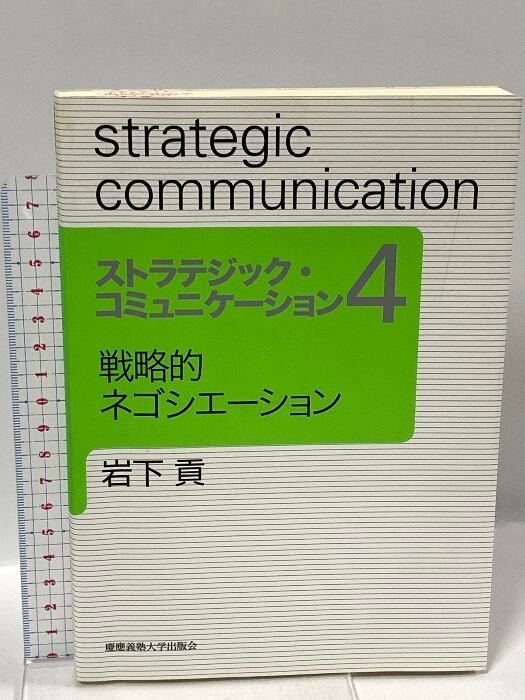 strategic
communication
ストラテジック・
コミュニケーション4
戦略的
ネゴシエーション
岩下 貢
慶應義塾大学出版会